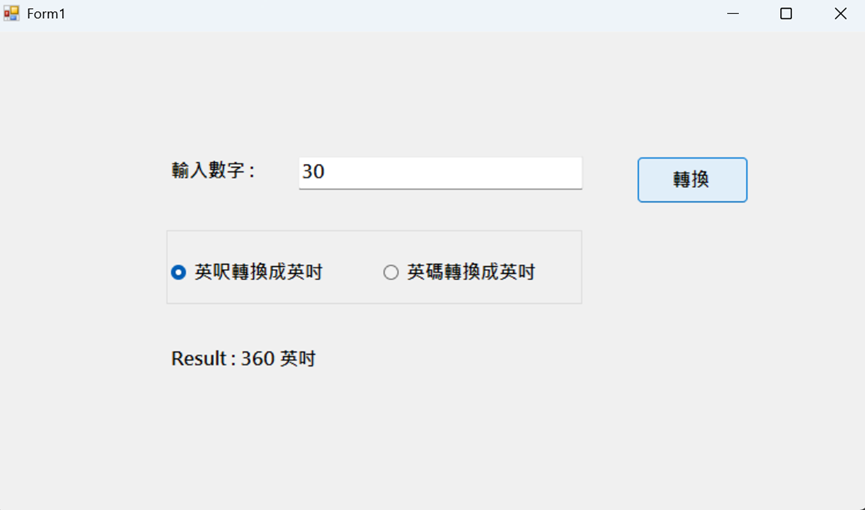 Form1
輸入數字 :
30
轉換
英呎轉換成英吋
英碼轉換成英吋
Result : 360 英吋